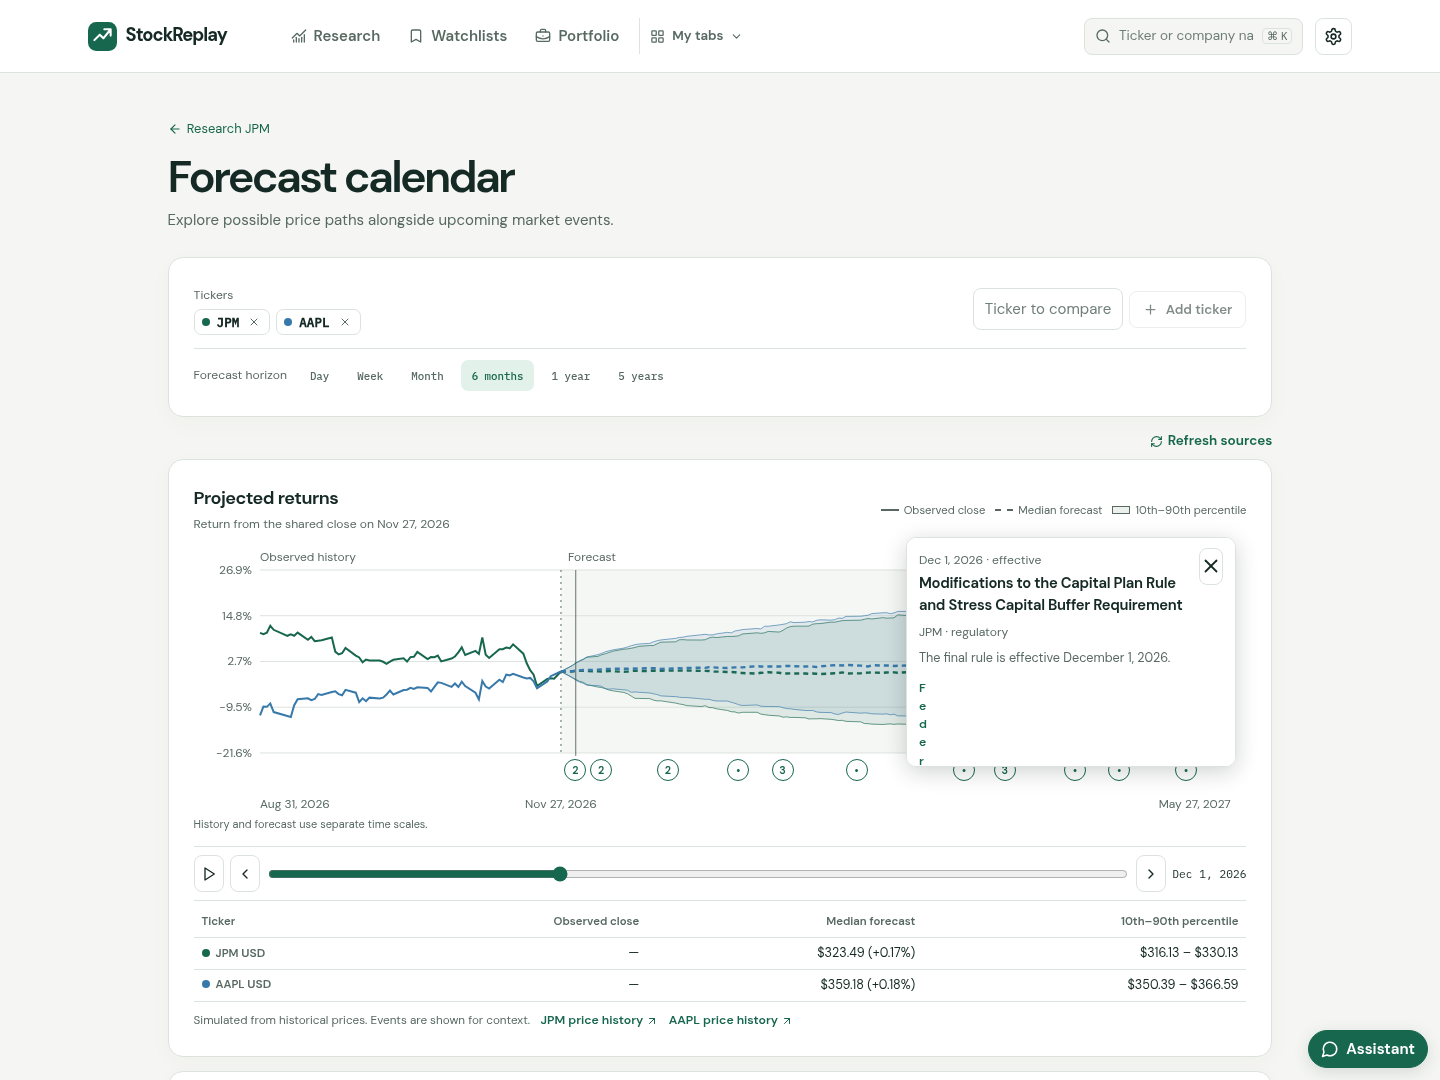 StockReplay
Research
Watchlists
Portfolio
My tabs
Ticker or company na
⌘ K
Research JPM
Forecast calendar
Explore possible price paths alongside upcoming market events.
Tickers
JPM
AAPL
Ticker to compare
Add ticker
Forecast horizon
Day
Week
Month
6 months
1 year
5 years
Refresh sources
Projected returns
Return from the shared close on Nov 27, 2026
Observed close
Median forecast
10th–90th percentile
Observed history
Forecast
26.9%
14.8%
2.7%
-9.5%
-21.6%
Dec 1, 2026 · effective
Modifications to the Capital Plan Rule
and Stress Capital Buffer Requirement
JPM · regulatory
The final rule is effective December 1, 2026.
F
e
d
e
r
2
2
2
•
3
•
•
3
•
•
•
Aug 31, 2026
Nov 27, 2026
May 27, 2027
History and forecast use separate time scales.
Dec 1, 2026
Ticker
Observed close
Median forecast
10th–90th percentile
JPM USD
—
$323.49 (+0.17%)
$316.13 – $330.13
AAPL USD
—
$359.18 (+0.18%)
$350.39 – $366.59
Simulated from historical prices. Events are shown for context.
JPM price history
AAPL price history
Assistant